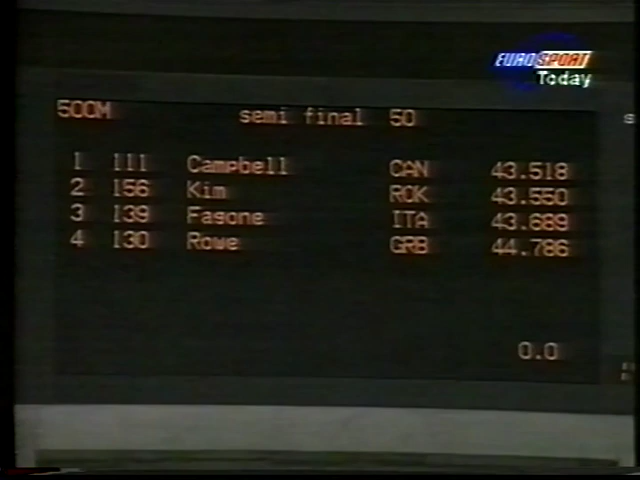 EUROSPORT
Today
500M semi final 50
1 111 Campbell CAN 43.518
2 156 Kim ROK 43.550
3 139 Fagone ITA 43.689
4 130 Rowe GRB 44.786
0.0